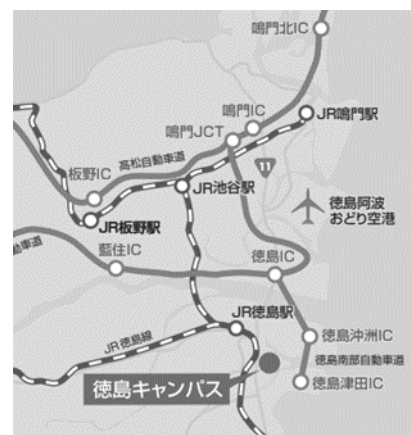 鳴門北IC
鳴門IC
JR鳴門駅
鳴門JCT
高松自動車道
板野IC
11
JR池谷駅
徳島阿波
おどり空港
JR板野駅
動車道
藍住IC
徳島IC
JR徳島駅
JR徳島線
徳島沖洲IC
徳島南部自動車道
徳島キャンパス
徳島津田IC